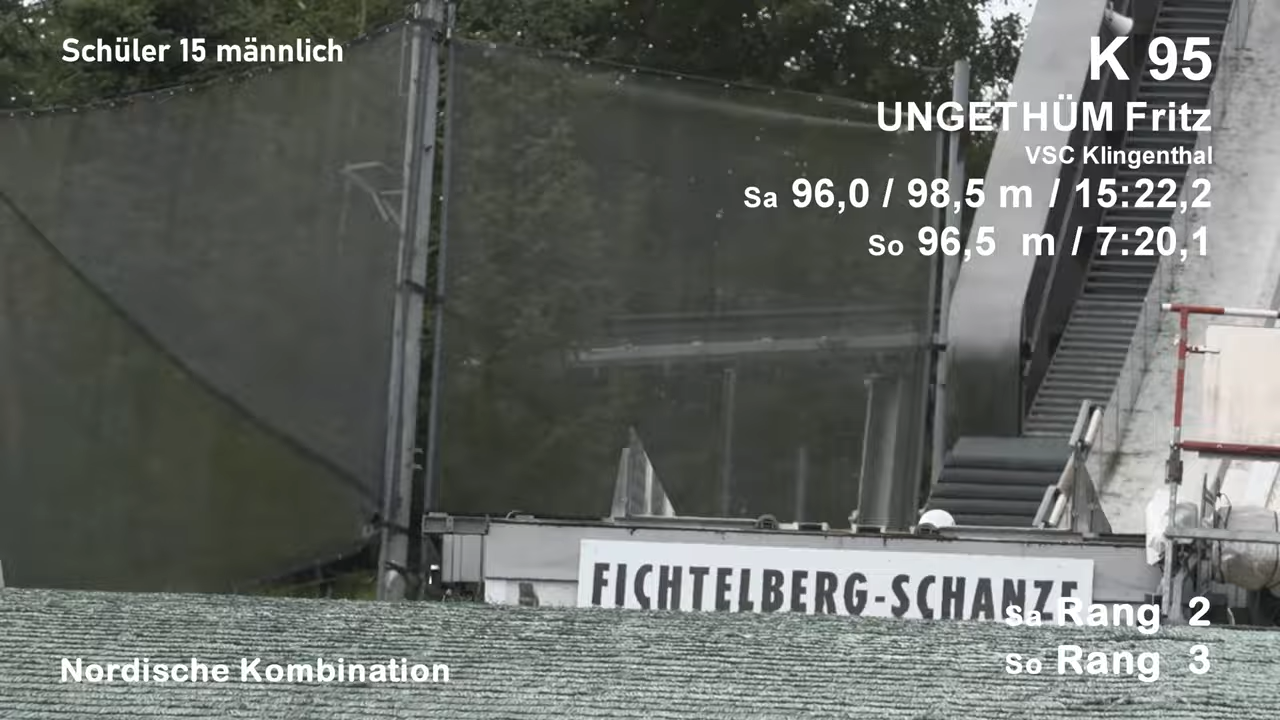 Schüler 15 männlich
K 95
UNGETHÜM Fritz
VSC Klingenthal
Sa 96,0 / 98,5 m / 15:22,2
So 96,5 m / 7:20,1
FICHTELBERG-SCHANZE
Sa Rang 2
So Rang 3
Nordische Kombination